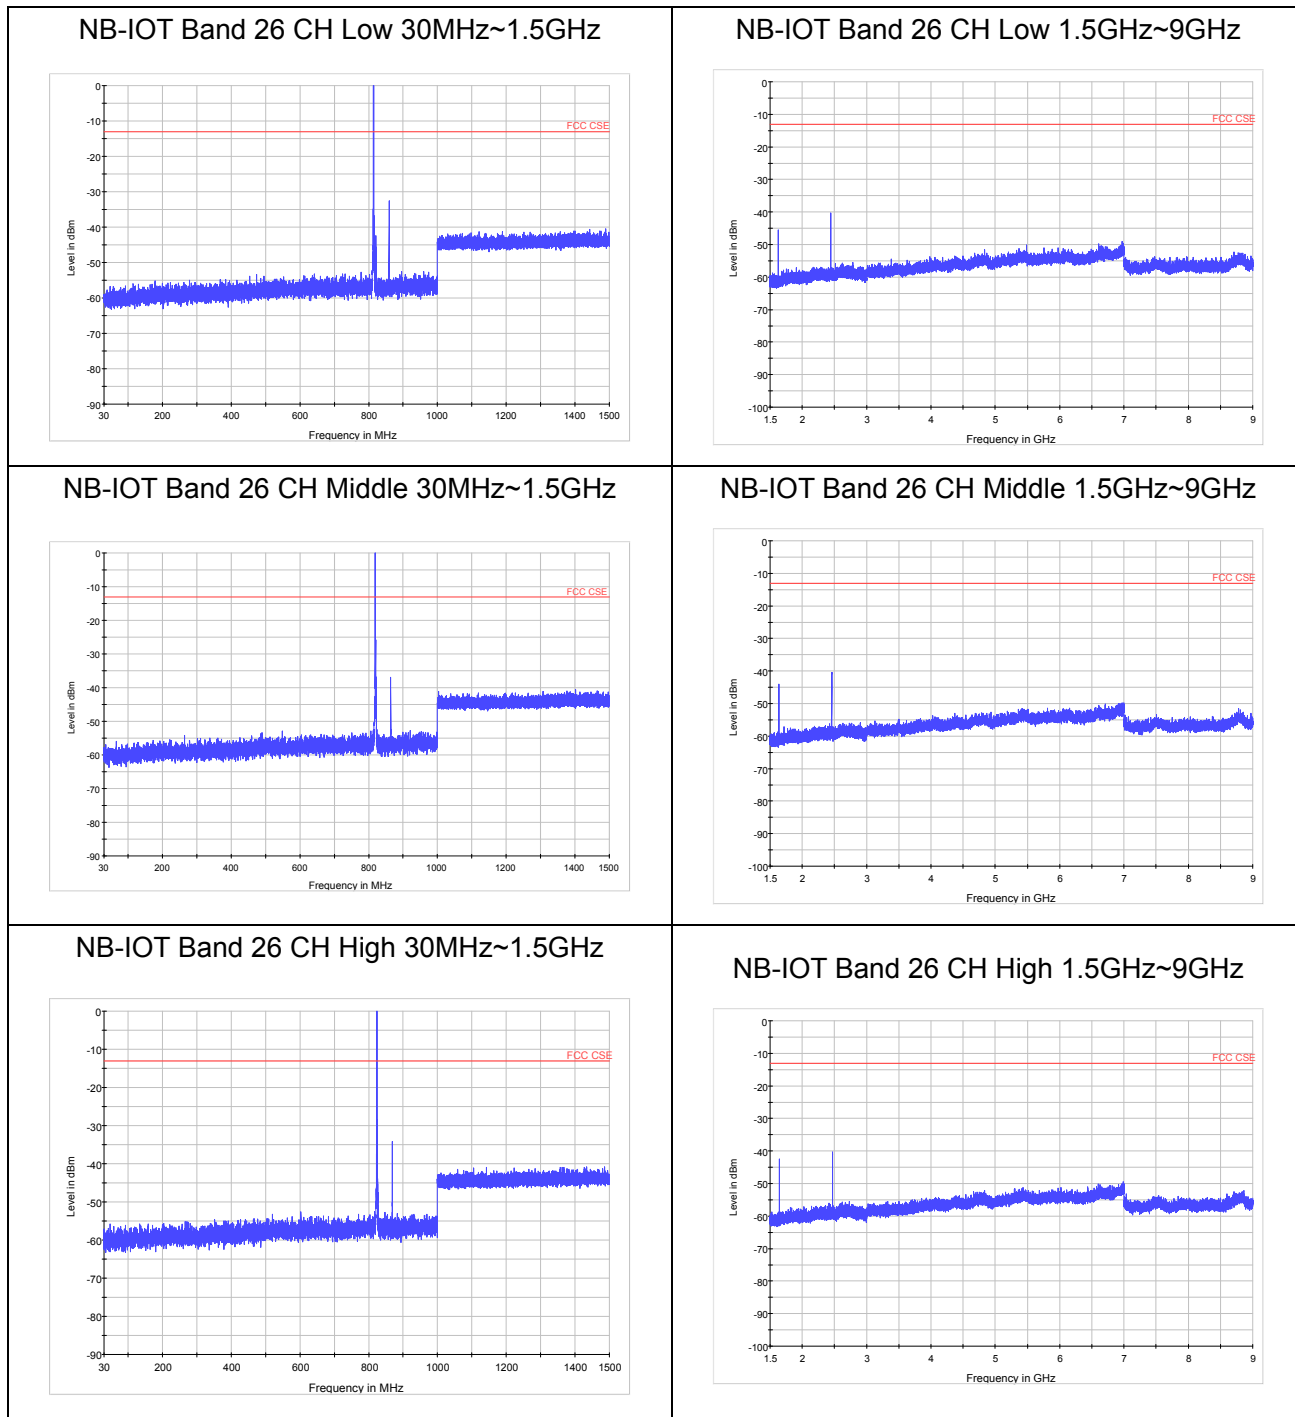 NB-IOT Band 26 CH Low 30MHz~1.5GHz
Level in dBm
0
-10
-20
-30
-40
-50
-60
-70
-80
-90
FCC CSE
30 200 400 600 800 1000 1200 1400 1500
Frequency in MHz
NB-IOT Band 26 CH Low 1.5GHz~9GHz
Level in dBm
0
-10
-20
-30
-40
-50
-60
-70
-80
-90
-100
FCC CSE
1.5 2 3 4 5 6 7 8 9
Frequency in GHz
NB-IOT Band 26 CH Middle 30MHz~1.5GHz
Level in dBm
0
-10
-20
-30
-40
-50
-60
-70
-80
-90
FCC CSE
30 200 400 600 800 1000 1200 1400 1500
Frequency in MHz
NB-IOT Band 26 CH Middle 1.5GHz~9GHz
Level in dBm
0
-10
-20
-30
-40
-50
-60
-70
-80
-90
-100
FCC CSE
1.5 2 3 4 5 6 7 8 9
Frequency in GHz
NB-IOT Band 26 CH High 30MHz~1.5GHz
Level in dBm
0
-10
-20
-30
-40
-50
-60
-70
-80
-90
FCC CSE
30 200 400 600 800 1000 1200 1400 1500
Frequency in MHz
NB-IOT Band 26 CH High 1.5GHz~9GHz
Level in dBm
0
-10
-20
-30
-40
-50
-60
-70
-80
-90
-100
FCC CSE
1.5 2 3 4 5 6 7 8 9
Frequency in GHz